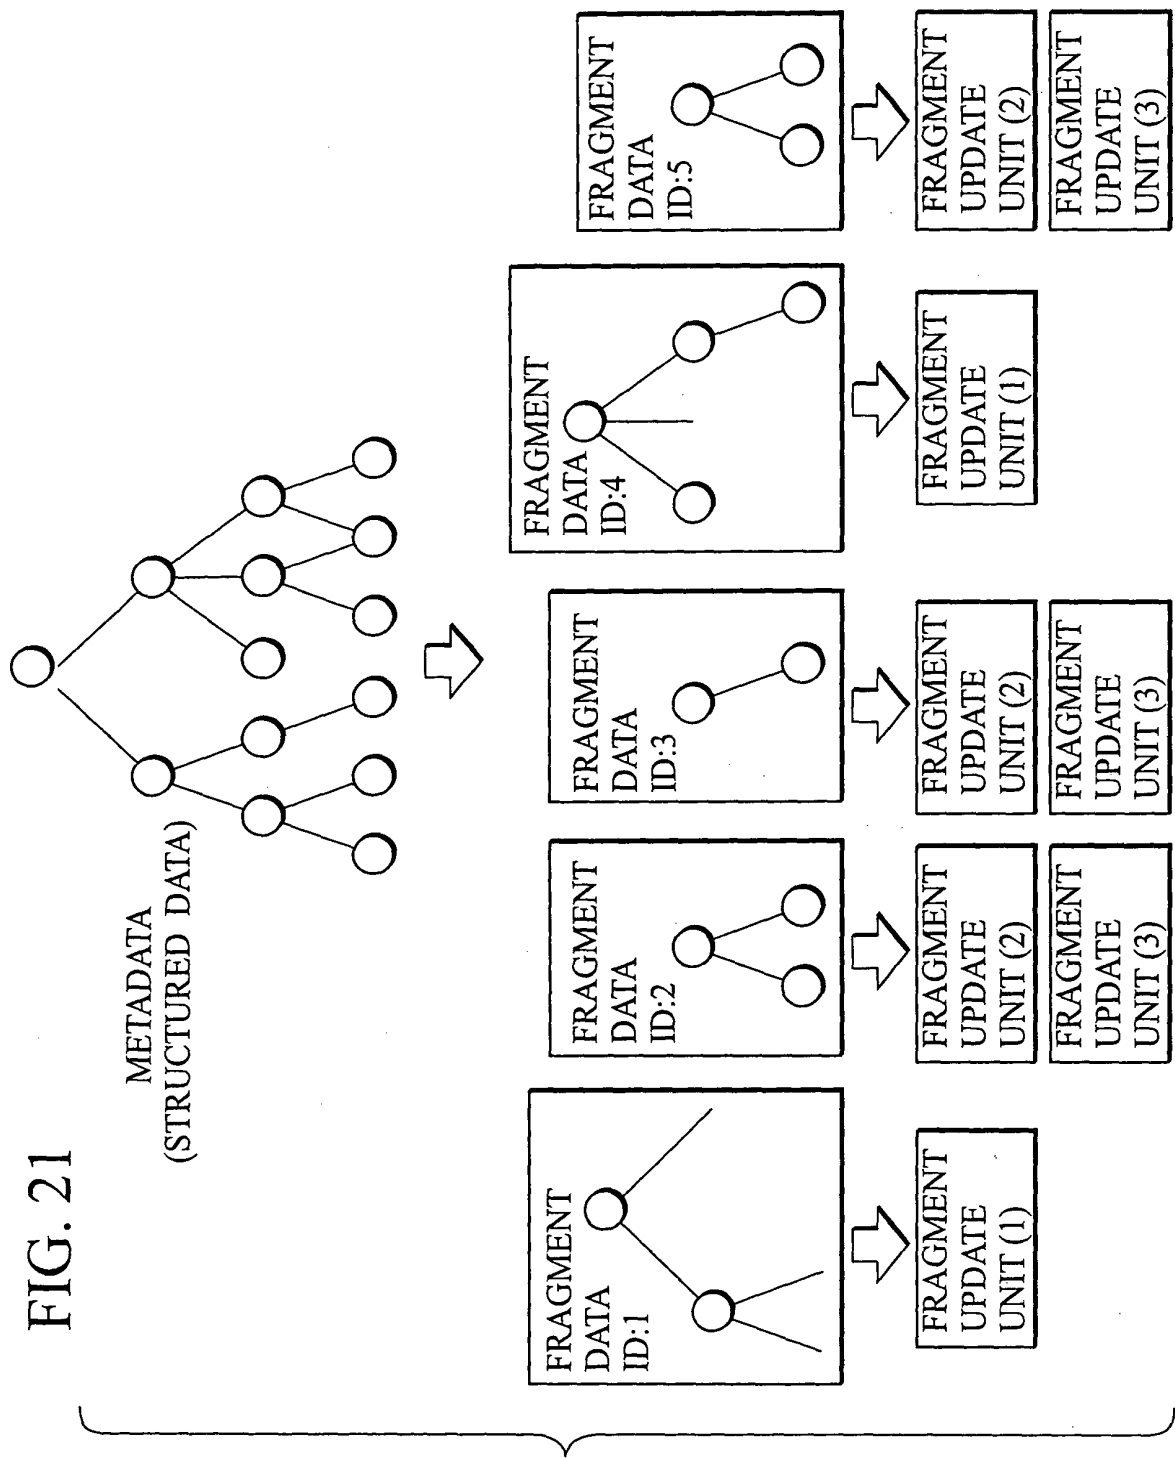 FIG. 21
METADATA
(STRUCTURED DATA)
FRAGMENT
DATA
ID:1
FRAGMENT
DATA
ID:2
FRAGMENT
DATA
ID:3
FRAGMENT
DATA
ID:4
FRAGMENT
DATA
ID:5
FRAGMENT
UPDATE
UNIT (1)
FRAGMENT
UPDATE
UNIT (2)
FRAGMENT
UPDATE
UNIT (3)
FRAGMENT
UPDATE
UNIT (2)
FRAGMENT
UPDATE
UNIT (3)
FRAGMENT
UPDATE
UNIT (1)
FRAGMENT
UPDATE
UNIT (2)
FRAGMENT
UPDATE
UNIT (3)